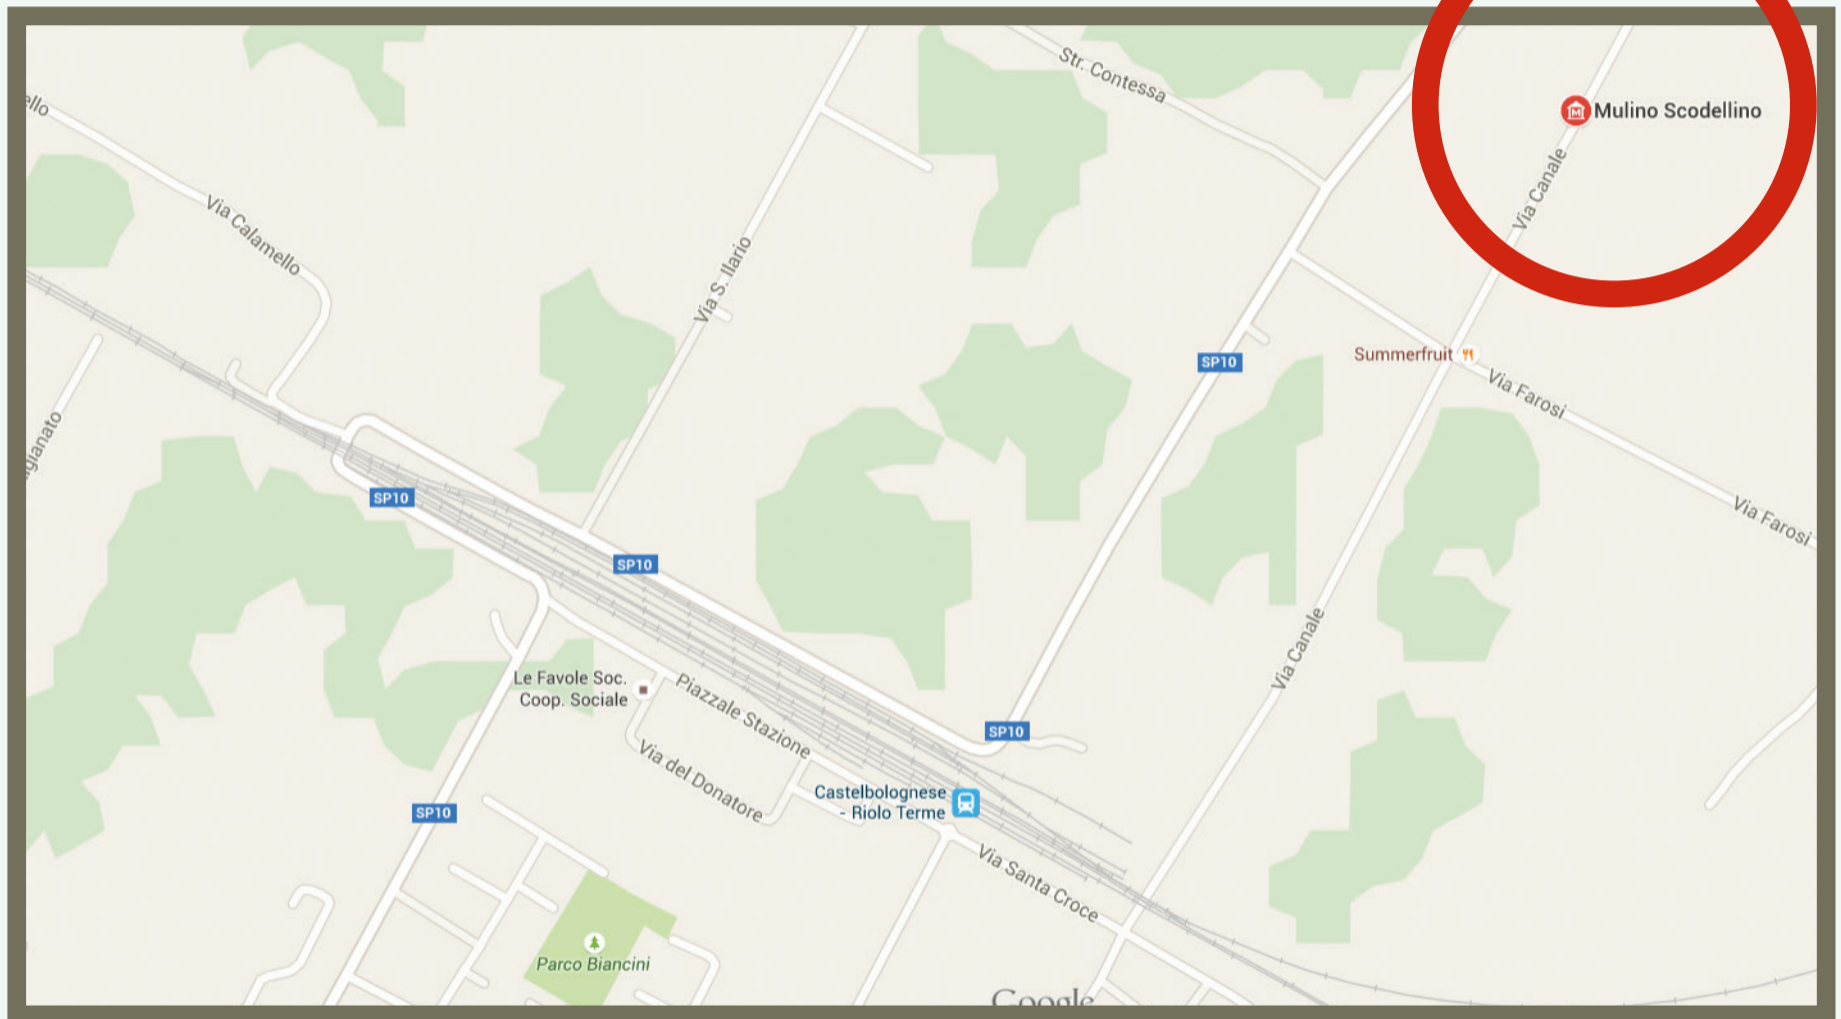 Str. Contessa
Mulino Scodellino
ello
Via Canale
Via Calamello
Via S. Ilario
Summerfruit
SP10
Via Farosi
gianato
SP10
Via Farosi
SP10
Via Canale
Le Favole Soc.
Coop. Sociale
Piazzale Stazione
SP10
Via del Donatore
Castelbolognese
- Riolo Terme
SP10
Via Santa Croce
Parco Biancini
Google